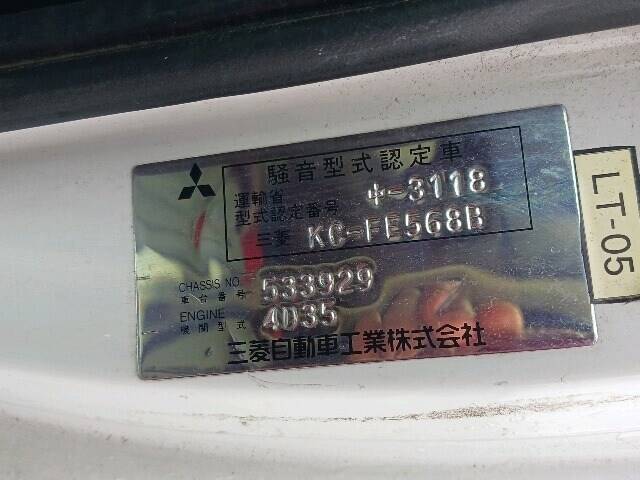 騒音型式認定車
運輸省
型式認定番号 中-3118
三菱 KC-FE568B
CHASSIS NO.
車台番号 533929
ENGINE
機関型式 4D35
三菱自動車工業株式会社
LT-05